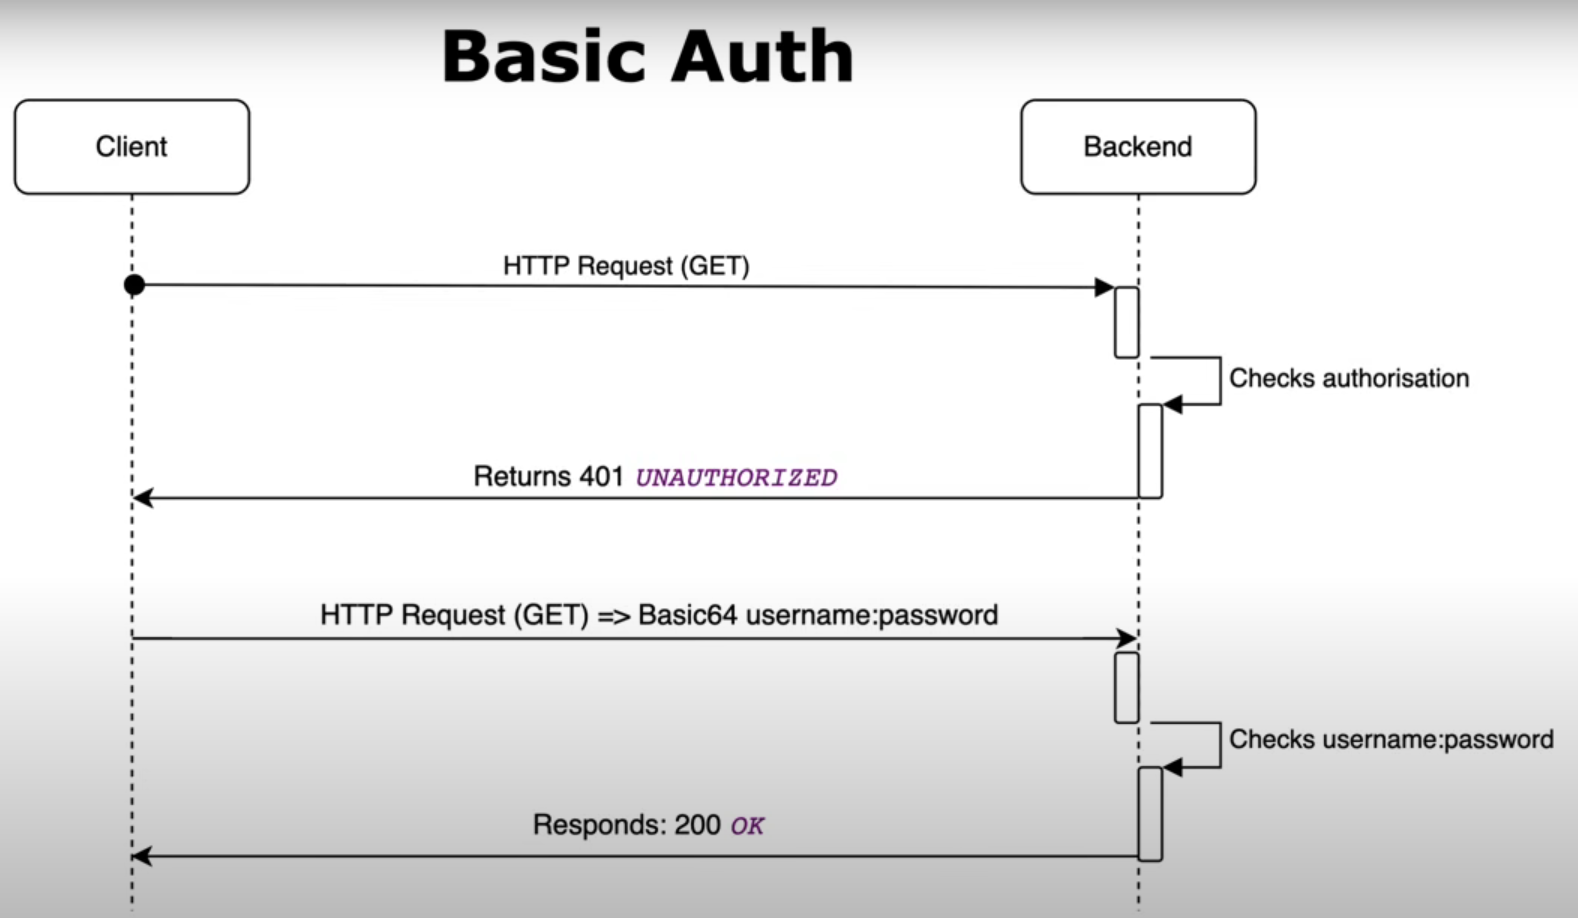 Basic Auth
Client
Backend
HTTP Request (GET)
Checks authorisation
Returns 401 UNAUTHORIZED
HTTP Request (GET) => Basic64 username:password
Checks username:password
Responds: 200 OK